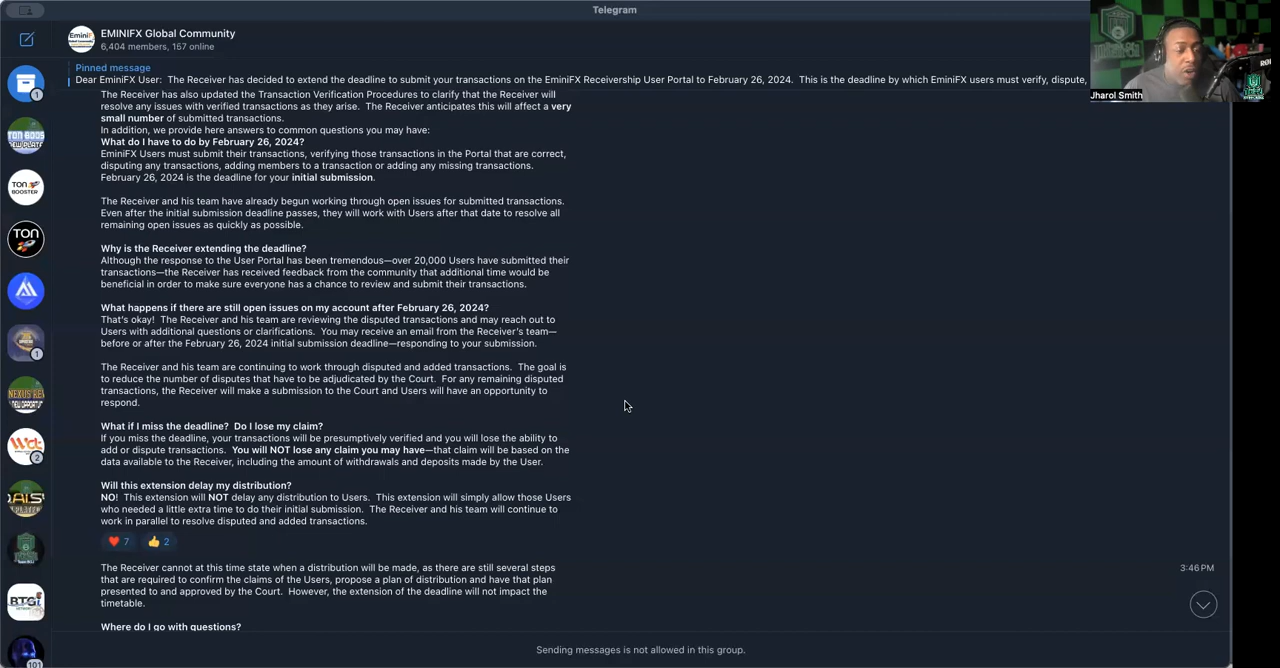 Telegram
EMINIFX Global Community
6,404 members, 157 online
Pinned message
Dear EminiFX User: The Receiver has decided to extend the deadline to submit your transactions on the EminiFX Receivership User Portal to February 26, 2024. This is the deadline by which EminiFX users must verify, dispute,
Jharol Smith
The Receiver has also updated the Transaction Verification Procedures to clarify that the Receiver will
resolve any issues with verified transactions as they arise. The Receiver anticipates this will affect a very
small number of submitted transactions.
In addition, we provide here answers to common questions you may have:
What do I have to do by February 26, 2024?
EminiFX Users must submit their transactions, verifying those transactions in the Portal that are correct,
disputing any transactions, adding members to a transaction or adding any missing transactions.
February 26, 2024 is the deadline for your initial submission.
The Receiver and his team have already begun working through open issues for submitted transactions.
Even after the initial submission deadline passes, they will work with Users after that date to resolve all
remaining open issues as quickly as possible.
Why is the Receiver extending the deadline?
Although the response to the User Portal has been tremendous—over 20,000 Users have submitted their
transactions—the Receiver has received feedback from the community that additional time would be
beneficial in order to make sure everyone has a chance to review and submit their transactions.
What happens if there are still open issues on my account after February 26, 2024?
That's okay! The Receiver and his team are reviewing the disputed transactions and may reach out to
Users with additional questions or clarifications. You may receive an email from the Receiver's team—
before or after the February 26, 2024 initial submission deadline—responding to your submission.
The Receiver and his team are continuing to work through disputed and added transactions. The goal is
to reduce the number of disputes that have to be adjudicated by the Court. For any remaining disputed
transactions, the Receiver will make a submission to the Court and Users will have an opportunity to
respond.
What if I miss the deadline? Do I lose my claim?
If you miss the deadline, your transactions will be presumptively verified and you will lose the ability to
add or dispute transactions. You will NOT lose any claim you may have—that claim will be based on the
data available to the Receiver, including the amount of withdrawals and deposits made by the User.
Will this extension delay my distribution?
NO! This extension will NOT delay any distribution to Users. This extension will simply allow those Users
who needed a little extra time to do their initial submission. The Receiver and his team will continue to
work in parallel to resolve disputed and added transactions.
7
2
The Receiver cannot at this time state when a distribution will be made, as there are still several steps
that are required to confirm the claims of the Users, propose a plan of distribution and have that plan
presented to and approved by the Court. However, the extension of the deadline will not impact the
timetable.
3:46 PM
Where do I go with questions?
Sending messages is not allowed in this group.
1
TON
BOOSTER
TON
1
2
101